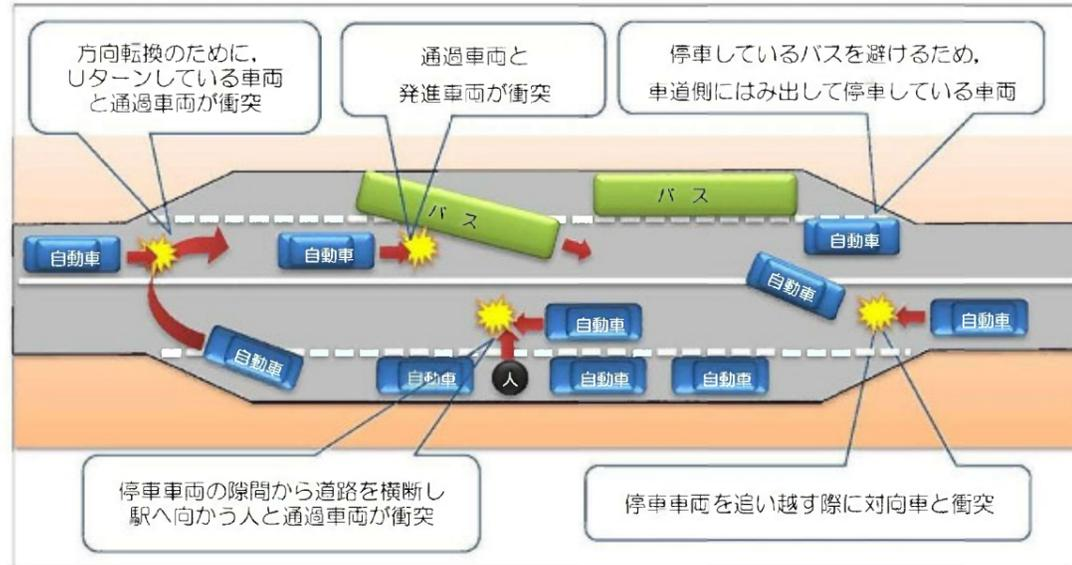 方向転換のために,
Uターンしている車両
と通過車両が衝突
通過車両と
発進車両が衝突
停車しているバスを避けるため,
車道側にはみ出して停車している車両
バス
バス
自動車
自動車
自動車
自動車
自動車
自動車
自動車
自動車
人
自動車
自動車
停車車両の隙間から道路を横断し
駅へ向かう人と通過車両が衝突
停車車両を追い越す際に対向車と衝突